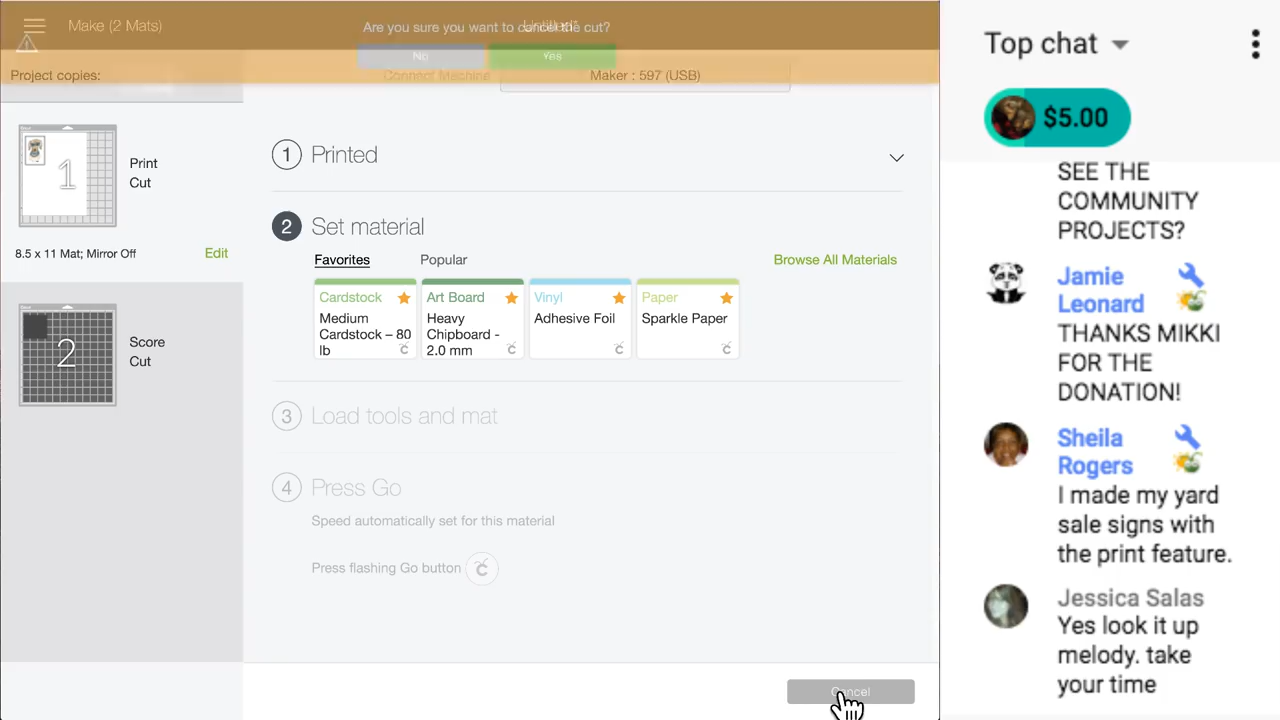 Make (2 Mats)
Are you sure you want to cancel the cut?
Untitled*
No
Yes
Project copies:
Connect Machine
Maker : 597 (USB)
1
Print
Cut
8.5 x 11 Mat; Mirror Off
Edit
2
Score
Cut
1 Printed
2 Set material
Favorites
Popular
Browse All Materials
Cardstock
Medium
Cardstock – 80
lb
Art Board
Heavy
Chipboard -
2.0 mm
Vinyl
Adhesive Foil
Paper
Sparkle Paper
3 Load tools and mat
4 Press Go
Speed automatically set for this material
Press flashing Go button
Cancel
Top chat
$5.00
SEE THE
COMMUNITY
PROJECTS?
Jamie
Leonard
THANKS MIKKI
FOR THE
DONATION!
Sheila
Rogers
I made my yard
sale signs with
the print feature.
Jessica Salas
Yes look it up
melody. take
your time